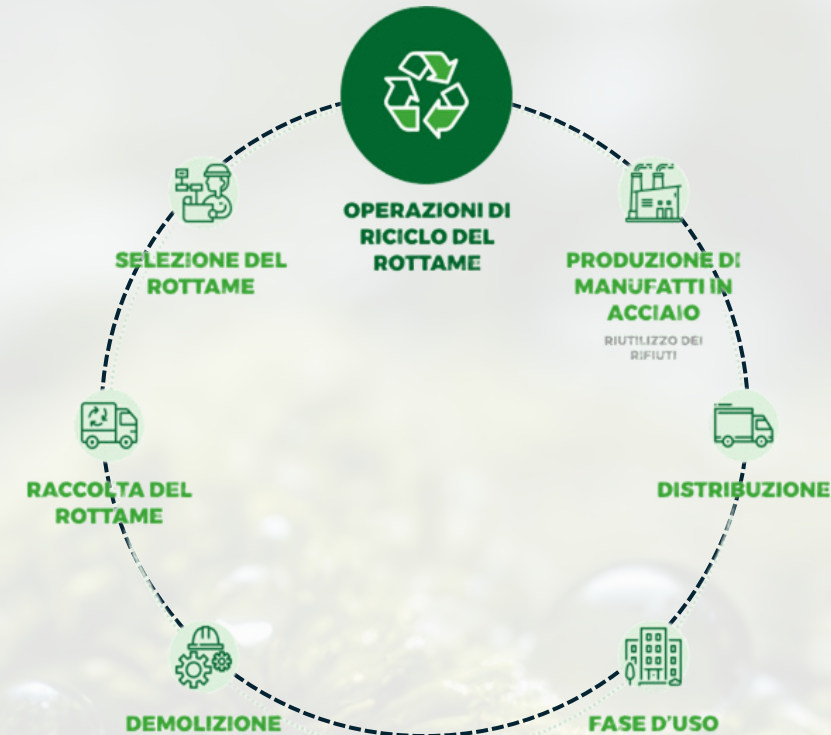 OPERAZIONI DI
RICICLO DEL
ROTTAME
PRODUZIONE DI
MANUFATTI IN
ACCIAIO
RIUTILIZZO DEI
RIFIUTI
DISTRIBUZIONE
FASE D'USO
DEMOLIZIONE
RACCOLTA DEL
ROTTAME
SELEZIONE DEL
ROTTAME